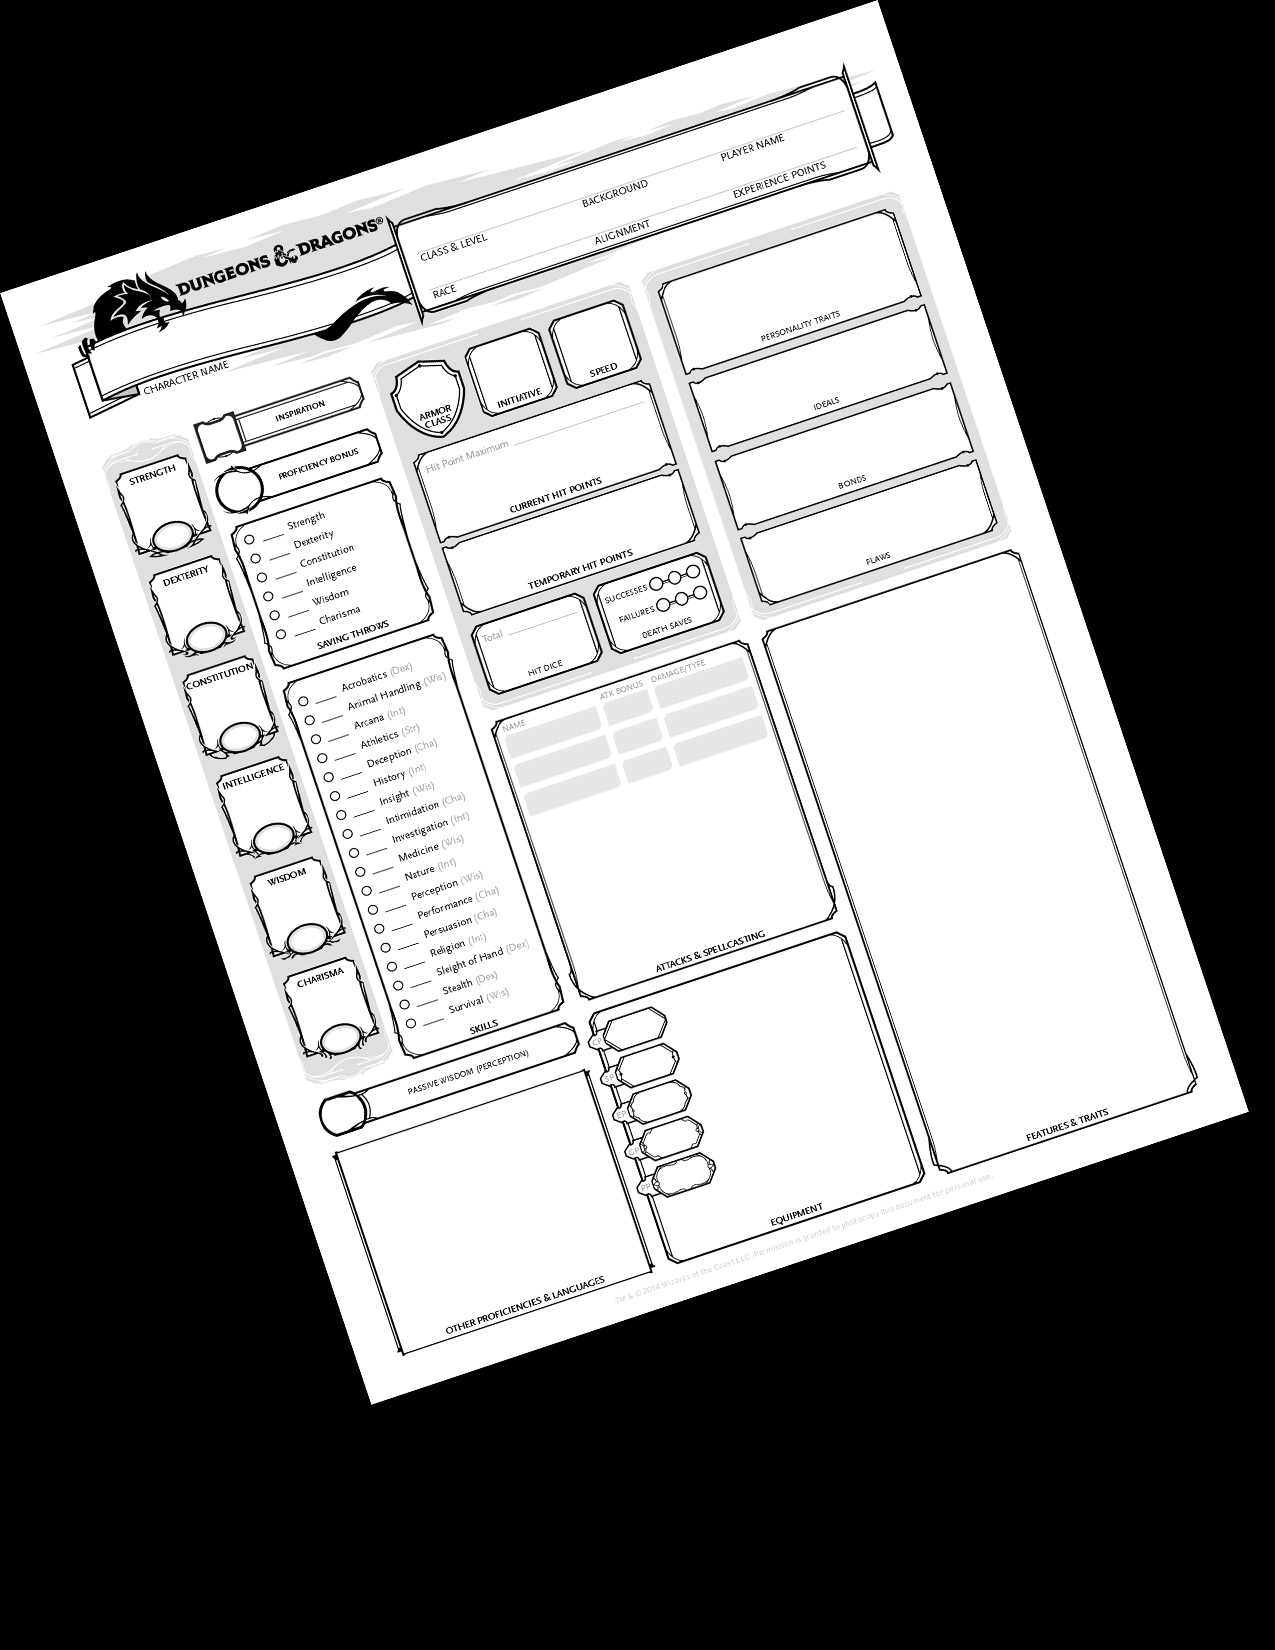 DUNGEONS & DRAGONS®
CHARACTER NAME
CLASS & LEVEL
BACKGROUND
PLAYER NAME
RACE
ALIGNMENT
EXPERIENCE POINTS
STRENGTH
DEXTERITY
CONSTITUTION
INTELLIGENCE
WISDOM
CHARISMA
INSPIRATION
PROFICIENCY BONUS
Strength
Dexterity
Constitution
Intelligence
Wisdom
Charisma
SAVING THROWS
Acrobatics (Dex)
Animal Handling (Wis)
Arcana (Int)
Athletics (Str)
Deception (Cha)
History (Int)
Insight (Wis)
Intimidation (Cha)
Investigation (Int)
Medicine (Wis)
Nature (Int)
Perception (Wis)
Performance (Cha)
Persuasion (Cha)
Religion (Int)
Sleight of Hand (Dex)
Stealth (Dex)
Survival (Wis)
SKILLS
PASSIVE WISDOM (PERCEPTION)
OTHER PROFICIENCIES & LANGUAGES
ARMOR
CLASS
INITIATIVE
SPEED
Hit Point Maximum
CURRENT HIT POINTS
TEMPORARY HIT POINTS
Total
HIT DICE
SUCCESSES
FAILURES
DEATH SAVES
NAME
ATK BONUS
DAMAGE/TYPE
ATTACKS & SPELLCASTING
CP
SP
EP
GP
PP
EQUIPMENT
PERSONALITY TRAITS
IDEALS
BONDS
FLAWS
FEATURES & TRAITS
TM & © 2014 Wizards of the Coast LLC. Permission is granted to photocopy this document for personal use.